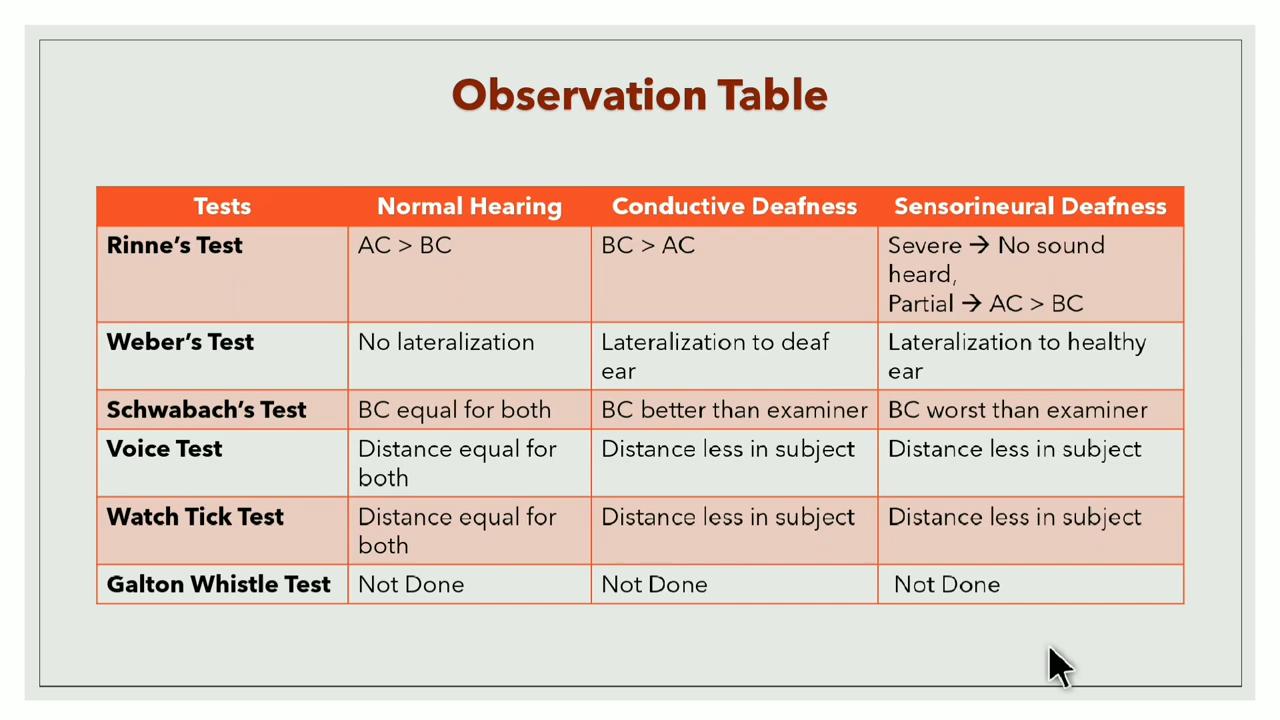 Observation Table
Tests
Normal Hearing
Conductive Deafness
Sensorineural Deafness
Rinne's Test
AC > BC
BC > AC
Severe → No sound
heard,
Partial → AC > BC
Weber's Test
No lateralization
Lateralization to deaf
ear
Lateralization to healthy
ear
Schwabach's Test
BC equal for both
BC better than examiner
BC worst than examiner
Voice Test
Distance equal for
both
Distance less in subject
Distance less in subject
Watch Tick Test
Distance equal for
both
Distance less in subject
Distance less in subject
Galton Whistle Test
Not Done
Not Done
Not Done